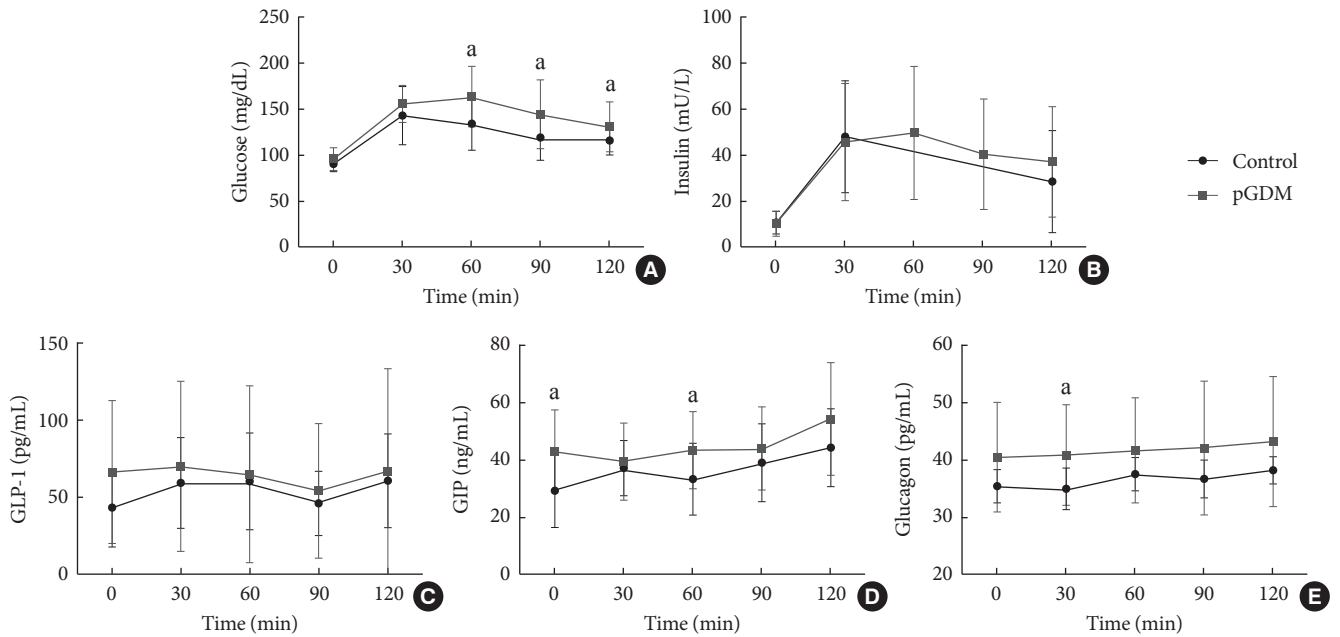 250
200
150
100
50
0
Glucose (mg/dL)
a
a
a
0 30 60 90 120
Time (min)
A
100
80
60
40
20
0
Insulin (mU/L)
0 30 60 90 120
Time (min)
B
Control
pGDM
150
100
50
0
GLP-1 (pg/mL)
0 30 60 90 120
Time (min)
C
80
60
40
20
0
GIP (ng/mL)
a
a
0 30 60 90 120
Time (min)
D
60
50
40
30
20
Glucagon (pg/mL)
a
0 30 60 90 120
Time (min)
E